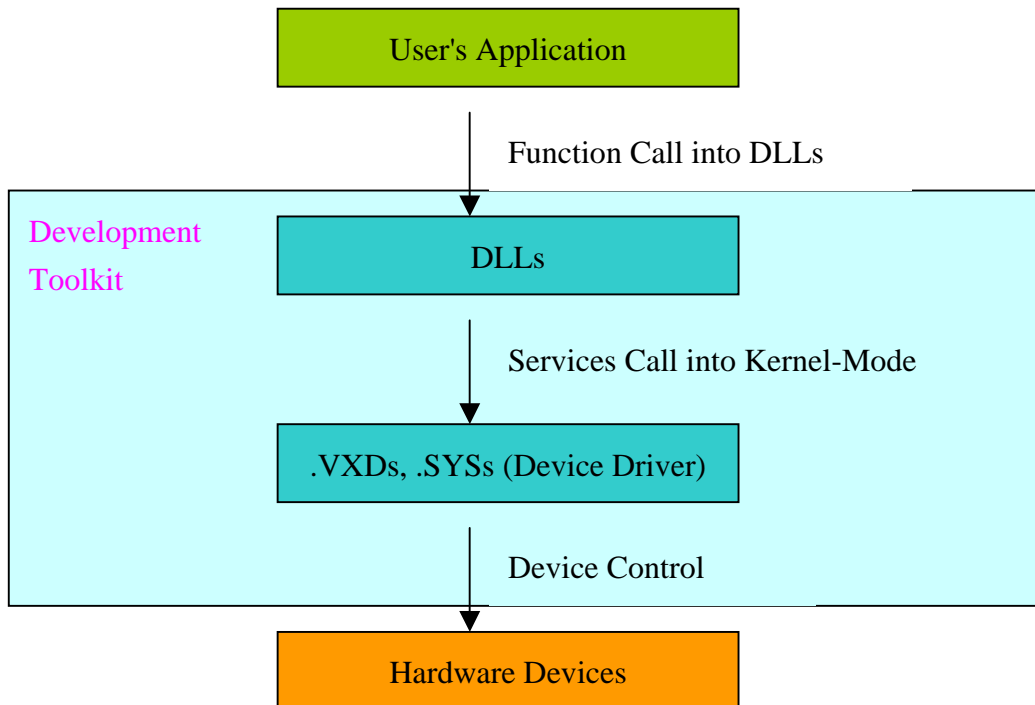 User's Application
Function Call into DLLs
Development
Toolkit
DLLs
Services Call into Kernel-Mode
.VXDs, .SYSs (Device Driver)
Device Control
Hardware Devices